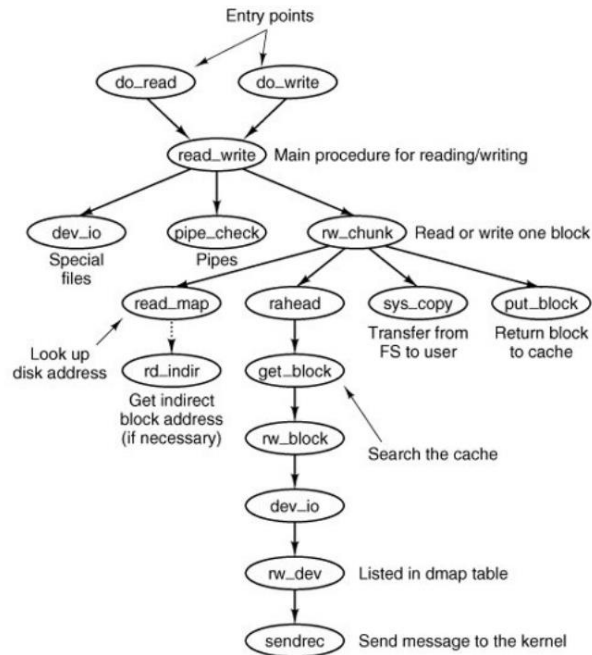 Entry points
do_read
do_write
read_write
Main procedure for reading/writing
dev_io
pipe_check
rw_chunk
Read or write one block
Special
files
Pipes
read_map
rahead
sys_copy
put_block
Transfer from
FS to user
Return block
to cache
Look up
disk address
rd_indir
get_block
Get indirect
block address
(if necessary)
rw_block
Search the cache
dev_io
rw_dev
Listed in dmap table
sendrec
Send message to the kernel